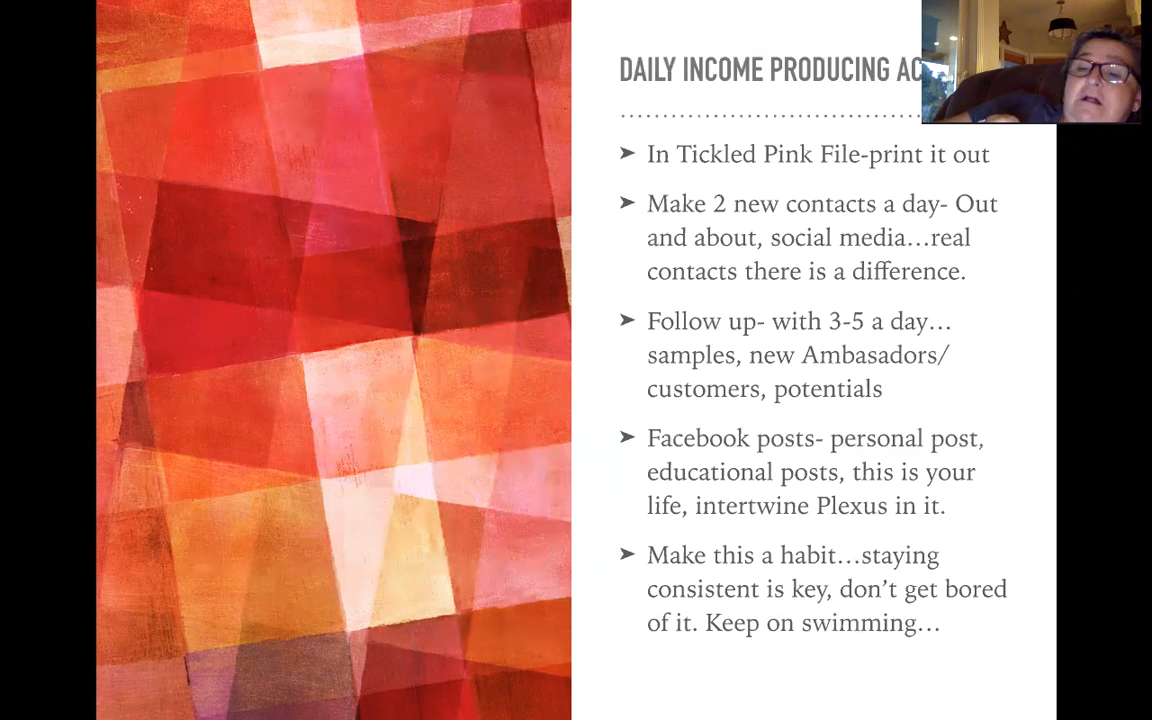 DAILY INCOME PRODUCING
➤ In Tickled Pink File-print it out
➤ Make 2 new contacts a day- Out
and about, social media…real
contacts there is a difference.
➤ Follow up- with 3-5 a day…
samples, new Ambasadors/
customers, potentials
➤ Facebook posts- personal post,
educational posts, this is your
life, intertwine Plexus in it.
➤ Make this a habit…staying
consistent is key, don’t get bored
of it. Keep on swimming…